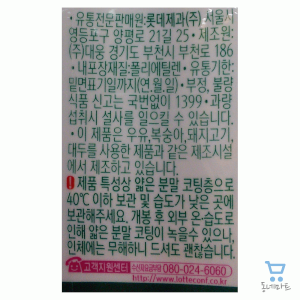 • 유통전문판매원:롯데제과(주) 서울시
영등포구 양평로 21길 25 • 제조원:
(주)대웅 경기도 부천시 부천로 186
• 내포장재질:폴리에틸렌 • 유통기한:
밑면표기일까지(연.월.일) • 부정, 불량
식품 신고는 국번없이 1399 • 과량
섭취시 설사를 일으킬 수 있습니다.
• 이 제품은 우유,복숭아,돼지고기,
대두를 사용한 제품과 같은 제조시설
에서 제조하고 있습니다.
제품 특성상 얇은 분말 코팅층으로
40℃ 이하 보관 및 습도가 낮은 곳에
보관해주세요. 개봉 후 외부 온·습도로
인해 얇은 분말 코팅이 녹을수 있으나,
인체에는 무해하니 드셔도 괜찮습니다.
고객지원센터 080-024-6060
http://www.lotteconf.co.kr
동네마트